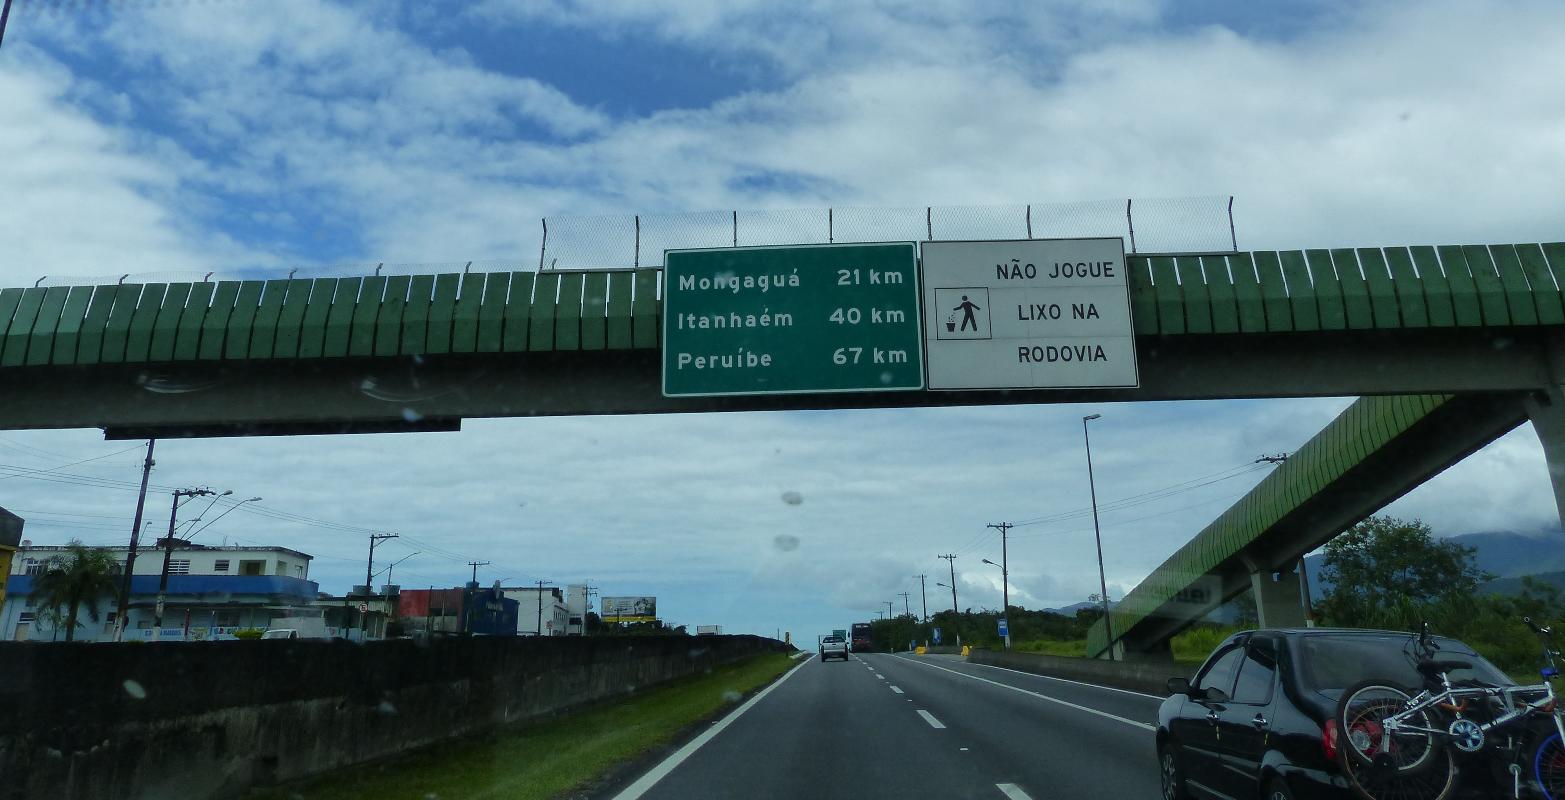 Mongaguá 21 km
Itanhaém 40 km
Peruíbe 67 km
NÃO JOGUE
LIXO NA
RODOVIA